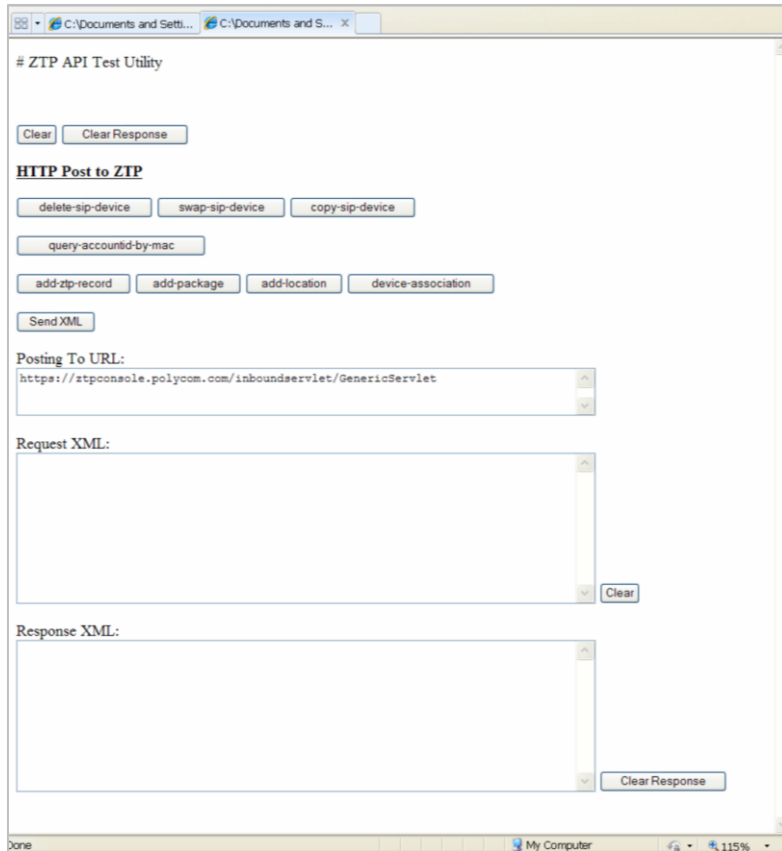 C:\Documents and Setti... C:\Documents and S...
# ZTP API Test Utility
Clear Clear Response
HTTP Post to ZTP
delete-sip-device swap-sip-device copy-sip-device
query-accountid-by-mac
add-ztp-record add-package add-location device-association
Send XML
Posting To URL:
https://ztpconsole.polycom.com/inboundservlet/GenericServlet
Request XML:
Clear
Response XML:
Clear Response
Done My Computer 115%